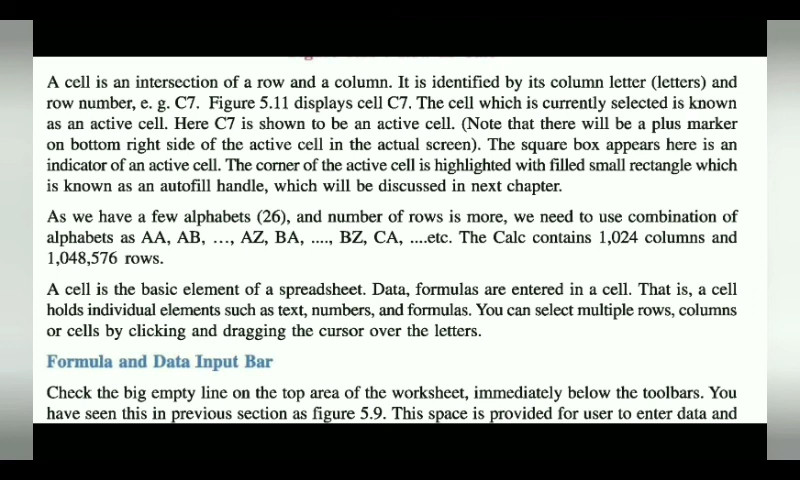 A cell is an intersection of a row and a column. It is identified by its column letter (letters) and
row number, e. g. C7. Figure 5.11 displays cell C7. The cell which is currently selected is known
as an active cell. Here C7 is shown to be an active cell. (Note that there will be a plus marker
on bottom right side of the active cell in the actual screen). The square box appears here is an
indicator of an active cell. The corner of the active cell is highlighted with filled small rectangle which
is known as an autofill handle, which will be discussed in next chapter.
As we have a few alphabets (26), and number of rows is more, we need to use combination of
alphabets as AA, AB, ..., AZ, BA, ...., BZ, CA, ....etc. The Calc contains 1,024 columns and
1,048,576 rows.
A cell is the basic element of a spreadsheet. Data, formulas are entered in a cell. That is, a cell
holds individual elements such as text, numbers, and formulas. You can select multiple rows, columns
or cells by clicking and dragging the cursor over the letters.
Formula and Data Input Bar
Check the big empty line on the top area of the worksheet, immediately below the toolbars. You
have seen this in previous section as figure 5.9. This space is provided for user to enter data and